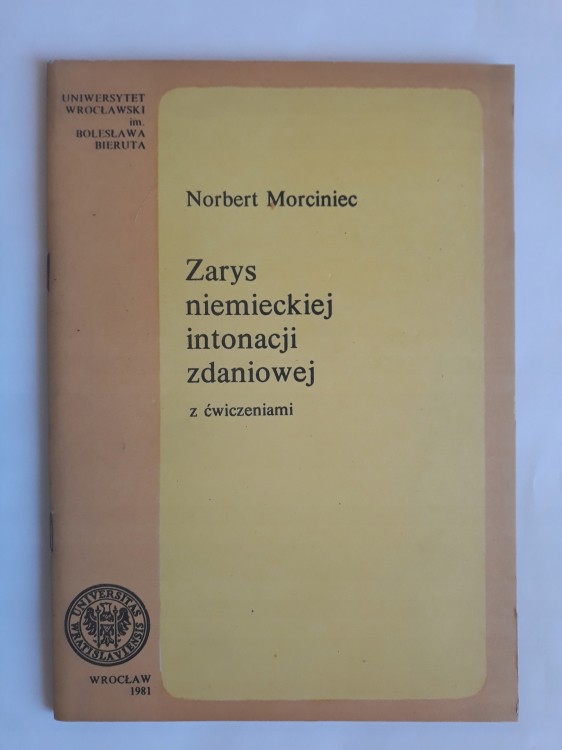 UNIWERSYTET
WROCŁAWSKI
im.
BOLESŁAWA
BIERUTA
Norbert Morciniec
Zarys
niemieckiej
intonacji
zdaniowej
z ćwiczeniami
UNIVERSITAS
WRATISLAVIENSIS
WROCŁAW
1981